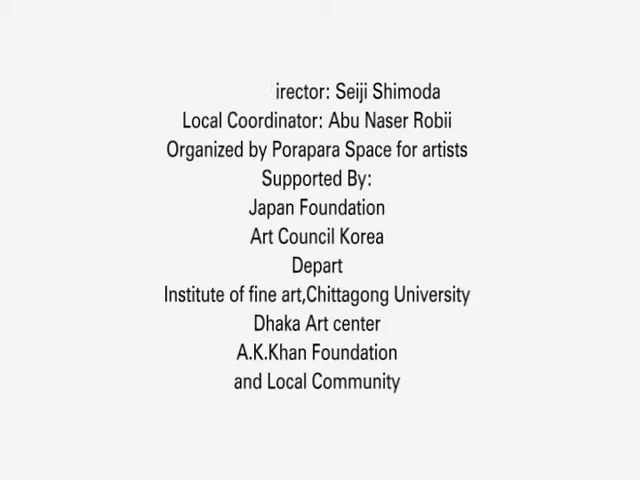 irector: Seiji Shimoda
Local Coordinator: Abu Naser Robii
Organized by Porapara Space for artists
Supported By:
Japan Foundation
Art Council Korea
Depart
Institute of fine art,Chittagong University
Dhaka Art center
A.K.Khan Foundation
and Local Community